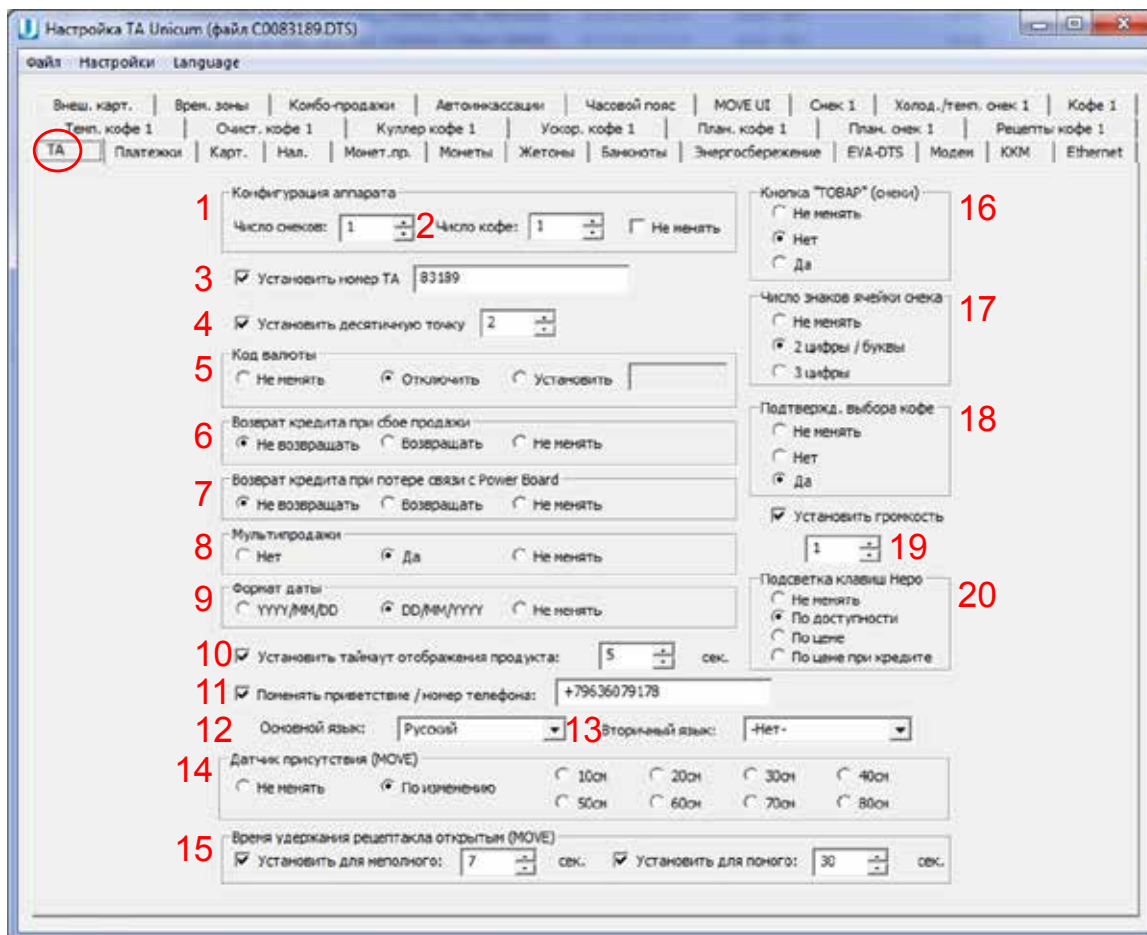 Настройка TA Unicum (файл C0083189.DTS)
Файл Настройки Language
Внеш. карт. Врем. зоны Комбо-продажи Автоинкассации Часовой пояс MOVE UI Снек 1 Холод./темп. снек 1 Кофе 1
Темп. кофе 1 Очист. кофе 1 Куллер кофе 1 Ускор. кофе 1 План. кофе 1 План. снек 1 Рецепты кофе 1
ТА Платежки Карт. Нал. Монет.пр. Монеты Жетоны Банкноты Энергосбережение EVA-DTS Модем ККМ Ethernet
1 Конфигурация аппарата
Число снеков: 1 2 Число кофе: 1 Не менять
3 Установить номер ТА 83189
4 Установить десятичную точку 2
5 Код валюты
Не менять Отключить Установить
6 Возврат кредита при сбое продажи
Не возвращать Возвращать Не менять
7 Возврат кредита при потере связи с Power Board
Не возвращать Возвращать Не менять
8 Мультипродажи
Нет Да Не менять
9 Формат даты
YYYY/MM/DD DD/MM/YYYY Не менять
10 Установить таймаут отображения продукта: 5 сек.
11 Поменять приветствие / номер телефона: +79636079178
12 Основной язык: Русский 13 Вторичный язык: -Нет-
14 Датчик присутствия (MOVE)
Не менять По изменению 10см 20см 30см 40см
50см 60см 70см 80см
15 Время удержания рецептакла открытым (MOVE)
Установить для неполного: 7 сек. Установить для поного: 30 сек.
Кнопка "ТОВАР" (снеки) 16
Не менять
Нет
Да
Число знаков ячейки снека 17
Не менять
2 цифры / буквы
3 цифры
Подтвержд. выбора кофе 18
Не менять
Нет
Да
Установить громкость
1 19
Подсветка клавиш Неро 20
Не менять
По доступности
По цене
По цене при кредите